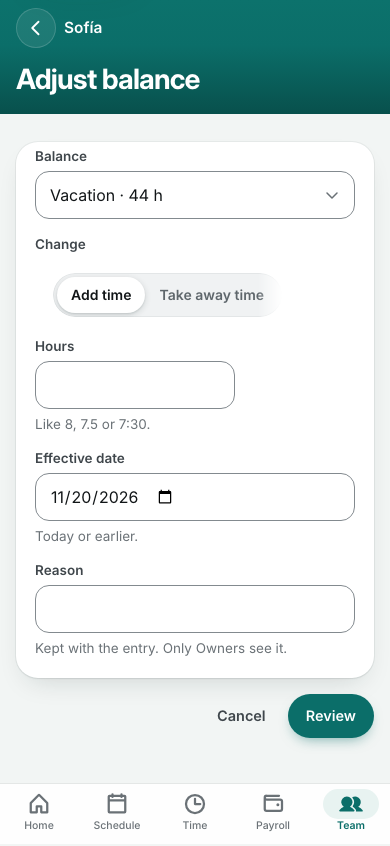 Sofía
Adjust balance
Balance
Vacation · 44 h
Change
Add time
Take away time
Hours
Like 8, 7.5 or 7:30.
Effective date
11/20/2026
Today or earlier.
Reason
Kept with the entry. Only Owners see it.
Cancel
Review
Home
Schedule
Time
Payroll
Team